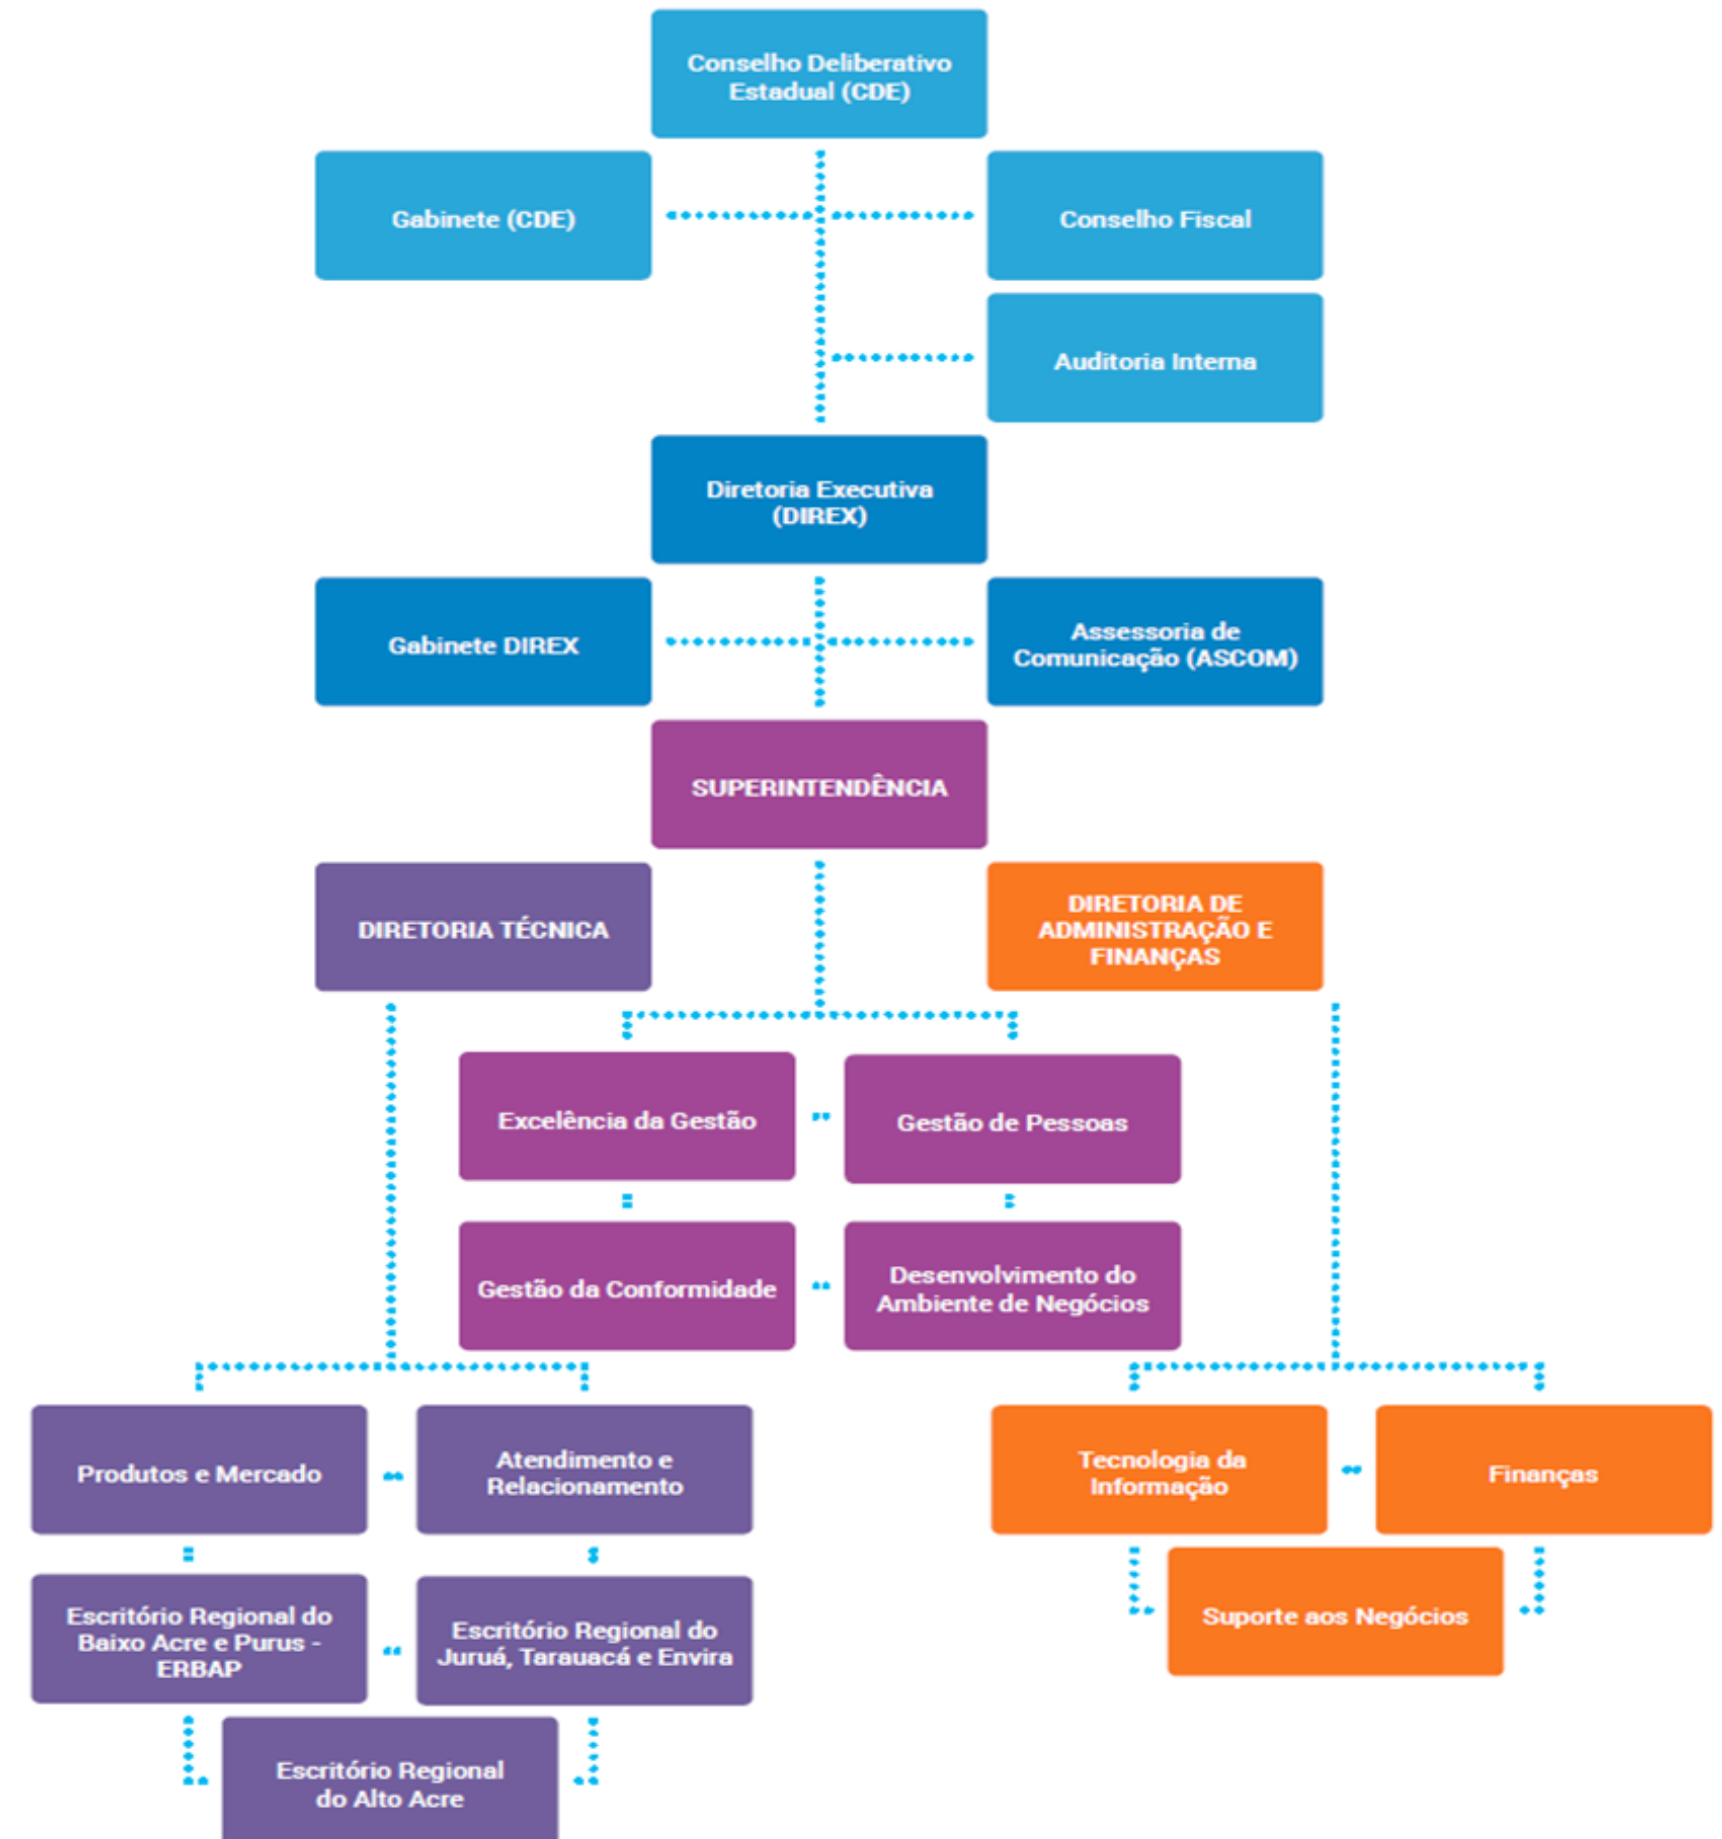 Conselho Deliberativo
Estadual (CDE)
Gabinete (CDE)
Conselho Fiscal
Auditoria Interna
Diretoria Executiva
(DIREX)
Gabinete DIREX
Assessoria de
Comunicação (ASCOM)
SUPERINTENDÊNCIA
DIRETORIA TÉCNICA
DIRETORIA DE
ADMINISTRAÇÃO E
FINANÇAS
Excelência da Gestão
Gestão de Pessoas
Gestão da Conformidade
Desenvolvimento do
Ambiente de Negócios
Produtos e Mercado
Atendimento e
Relacionamento
Tecnologia da
Informação
Finanças
Escritório Regional do
Baixo Acre e Purus -
ERBAP
Escritório Regional do
Juruá, Tarauacá e Envira
Suporte aos Negócios
Escritório Regional
do Alto Acre